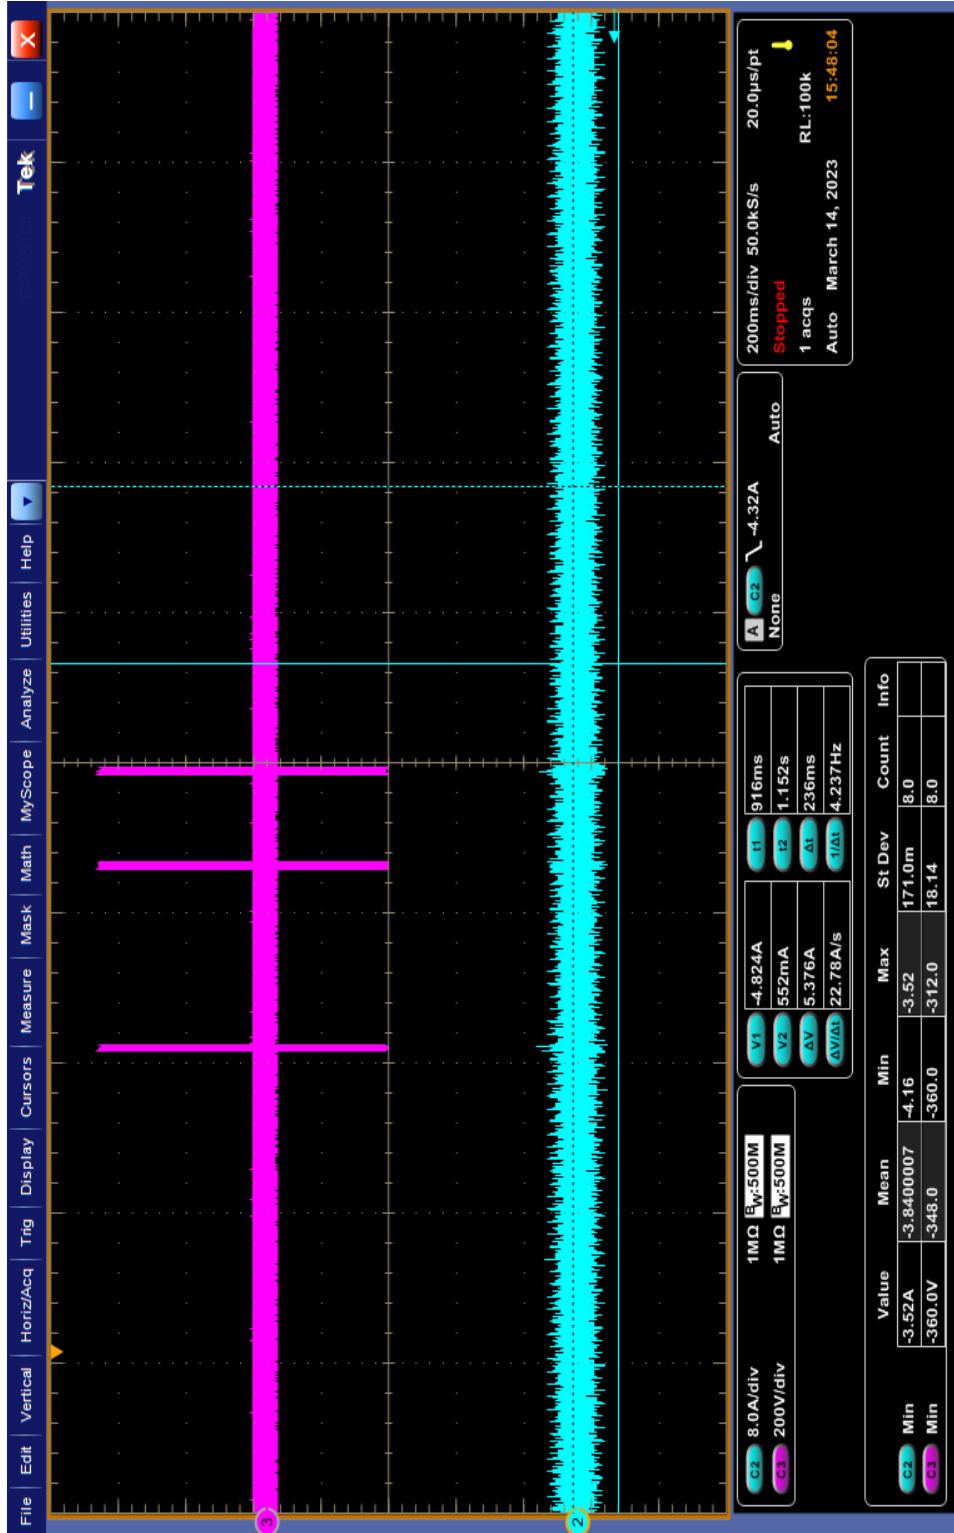 File Edit Vertical Horiz/Acq Trig Display Cursors Measure Mask Math MyScope Analyze Utilities Help ▼ Tek — X
3
2
C2 8.0A/div 1MΩ BW:500M
C3 200V/div 1MΩ BW:500M
V1 -4.824A t1 916ms
V2 552mA t2 1.152s
ΔV 5.376A Δt 236ms
ΔV/Δt 22.78A/s 1/Δt 4.237Hz
A C2 -4.32A
None Auto
200ms/div 50.0kS/s 20.0µs/pt
Stopped
1 acqs RL:100k
Auto March 14, 2023 15:48:04
Value Mean Min Max St Dev Count Info
C2 Min -3.52A -3.8400007 -4.16 -3.52 171.0m 8.0
C3 Min -360.0V -348.0 -360.0 -312.0 18.14 8.0